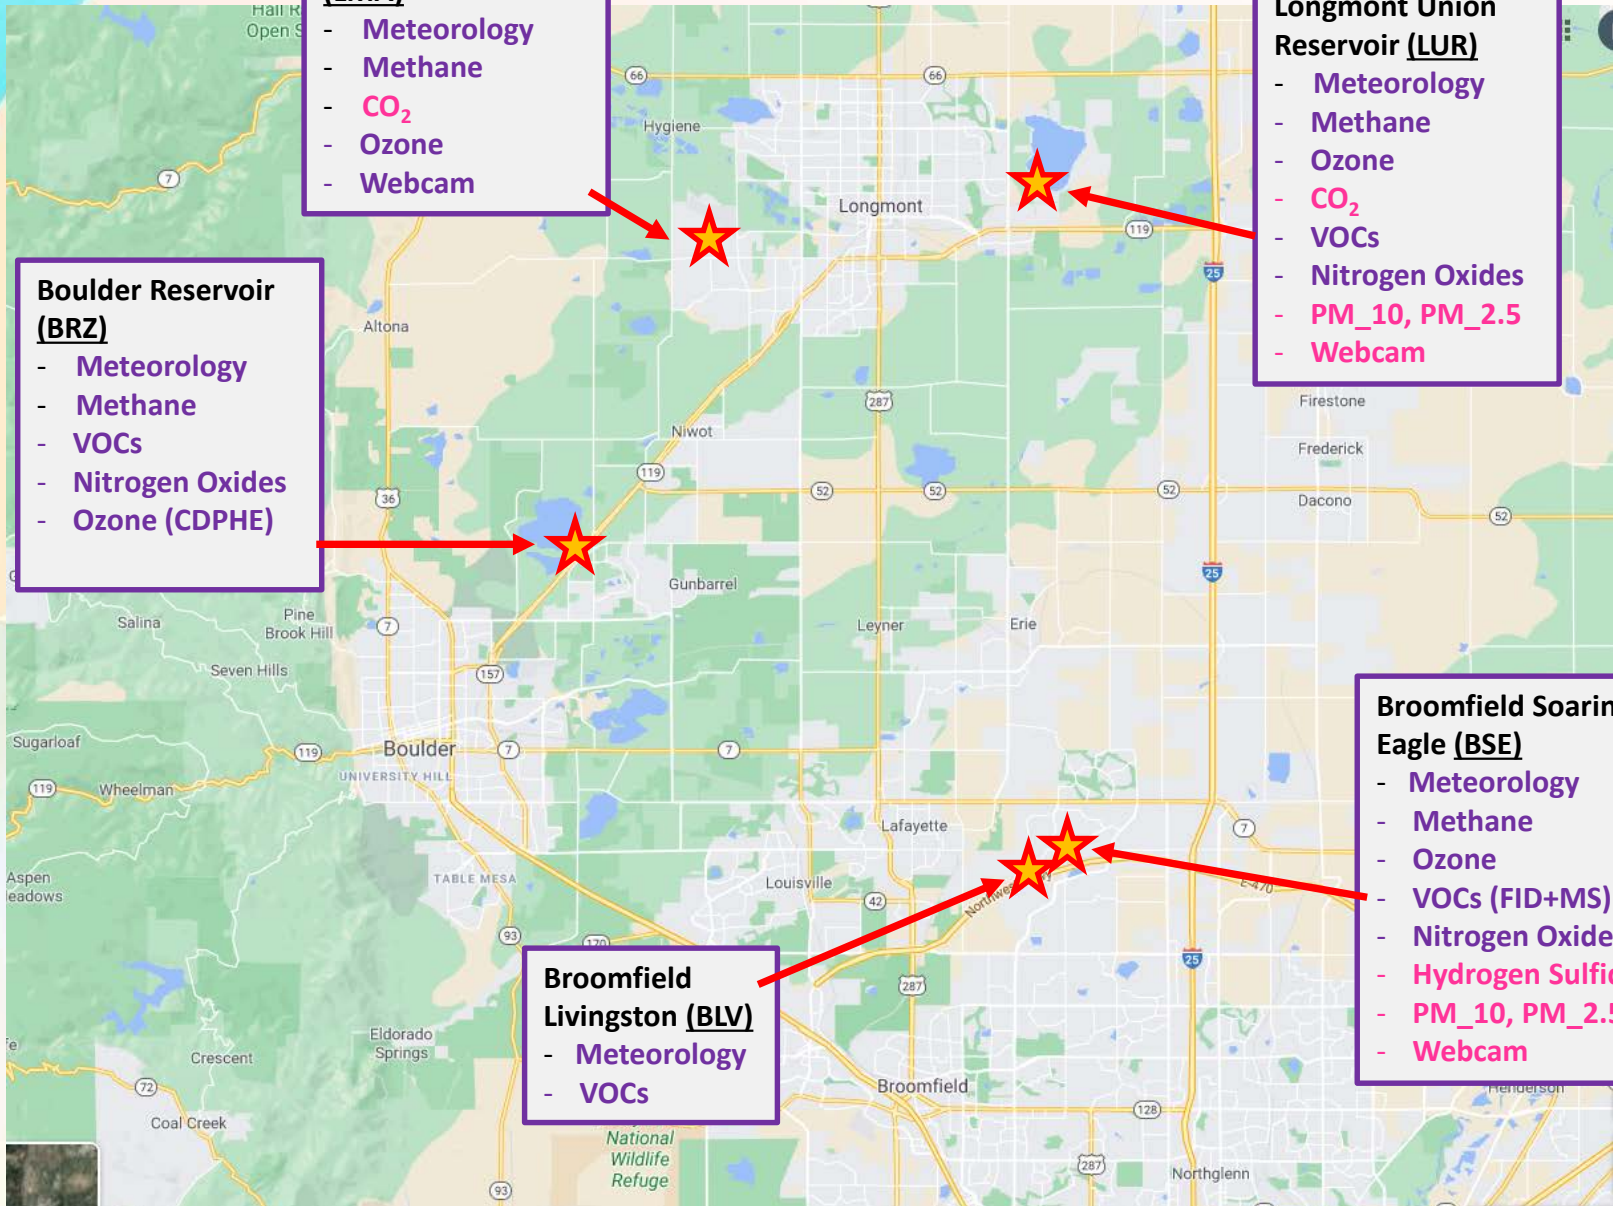 Meteorology
- Methane
- CO₂
- Ozone
- Webcam
Longmont Union
Reservoir (LUR)
- Meteorology
- Methane
- Ozone
- CO₂
- VOCs
- Nitrogen Oxides
- PM_10, PM_2.5
- Webcam
Boulder Reservoir
(BRZ)
- Meteorology
- Methane
- VOCs
- Nitrogen Oxides
- Ozone (CDPHE)
Broomfield
Livingston (BLV)
- Meteorology
- VOCs
Broomfield Soarin
Eagle (BSE)
- Meteorology
- Methane
- Ozone
- VOCs (FID+MS)
- Nitrogen Oxide
- Hydrogen Sulfi
- PM_10, PM_2.5
- Webcam
Open
66
66
Hygiene
7
Longmont
119
25
Altona
287
Firestone
Niwot
Frederick
119
36
52
52
52
Dacono
52
Gunbarrel
25
Pine
Brook Hill
Salina
7
Leyner
Erie
Seven Hills
157
Sugarloaf
119
Boulder
7
7
UNIVERSITY HILL
119
Wheelman
Lafayette
7
Aspen
eadows
TABLE MESA
Louisville
42
Northwes
E-470
93
170
25
287
Eldorado
Springs
Crescent
72
Broomfield
Henderson
128
Coal Creek
National
Wildlife
Refuge
287
Northglenn
93